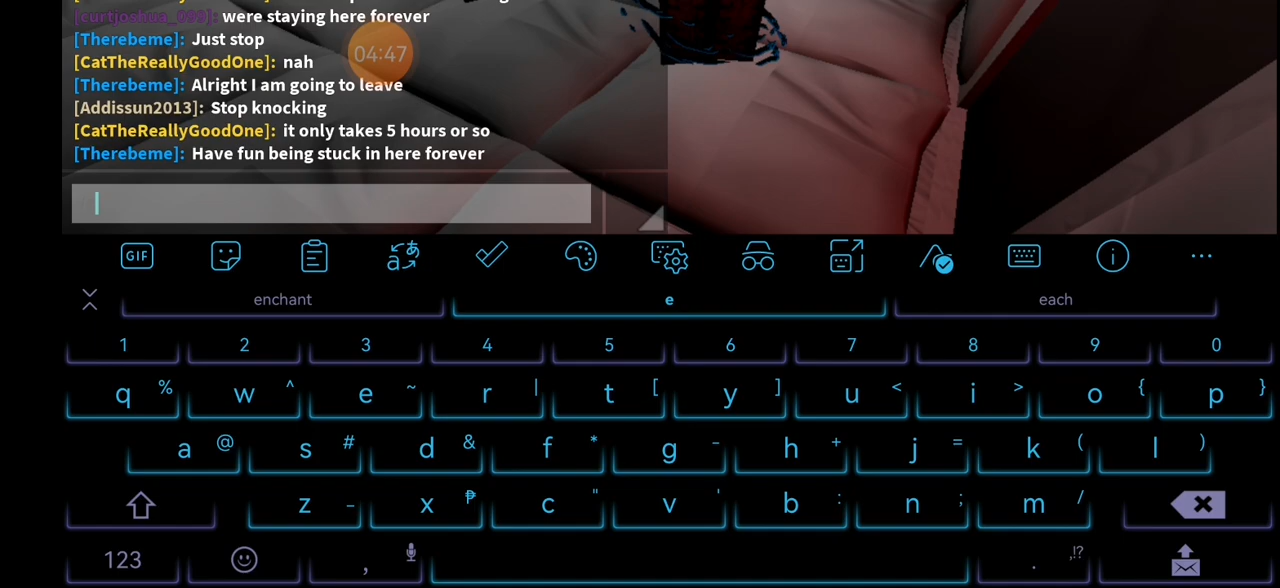 [curtjoshua_099]: were staying here forever
[Therebeme]: Just stop
04:47
[CatTheReallyGoodOne]: nah
[Therebeme]: Alright I am going to leave
[Addissun2013]: Stop knocking
[CatTheReallyGoodOne]: it only takes 5 hours or so
[Therebeme]: Have fun being stuck in here forever
GIF
enchant e each
1 2 3 4 5 6 7 8 9 0
q % w ^ e ~ r | t [ y ] u < i > o { p }
a @ s # d & f * g - h + j = k ( l )
z _ x ₱ c " v ' b : n ; m /
123 , . ,!?